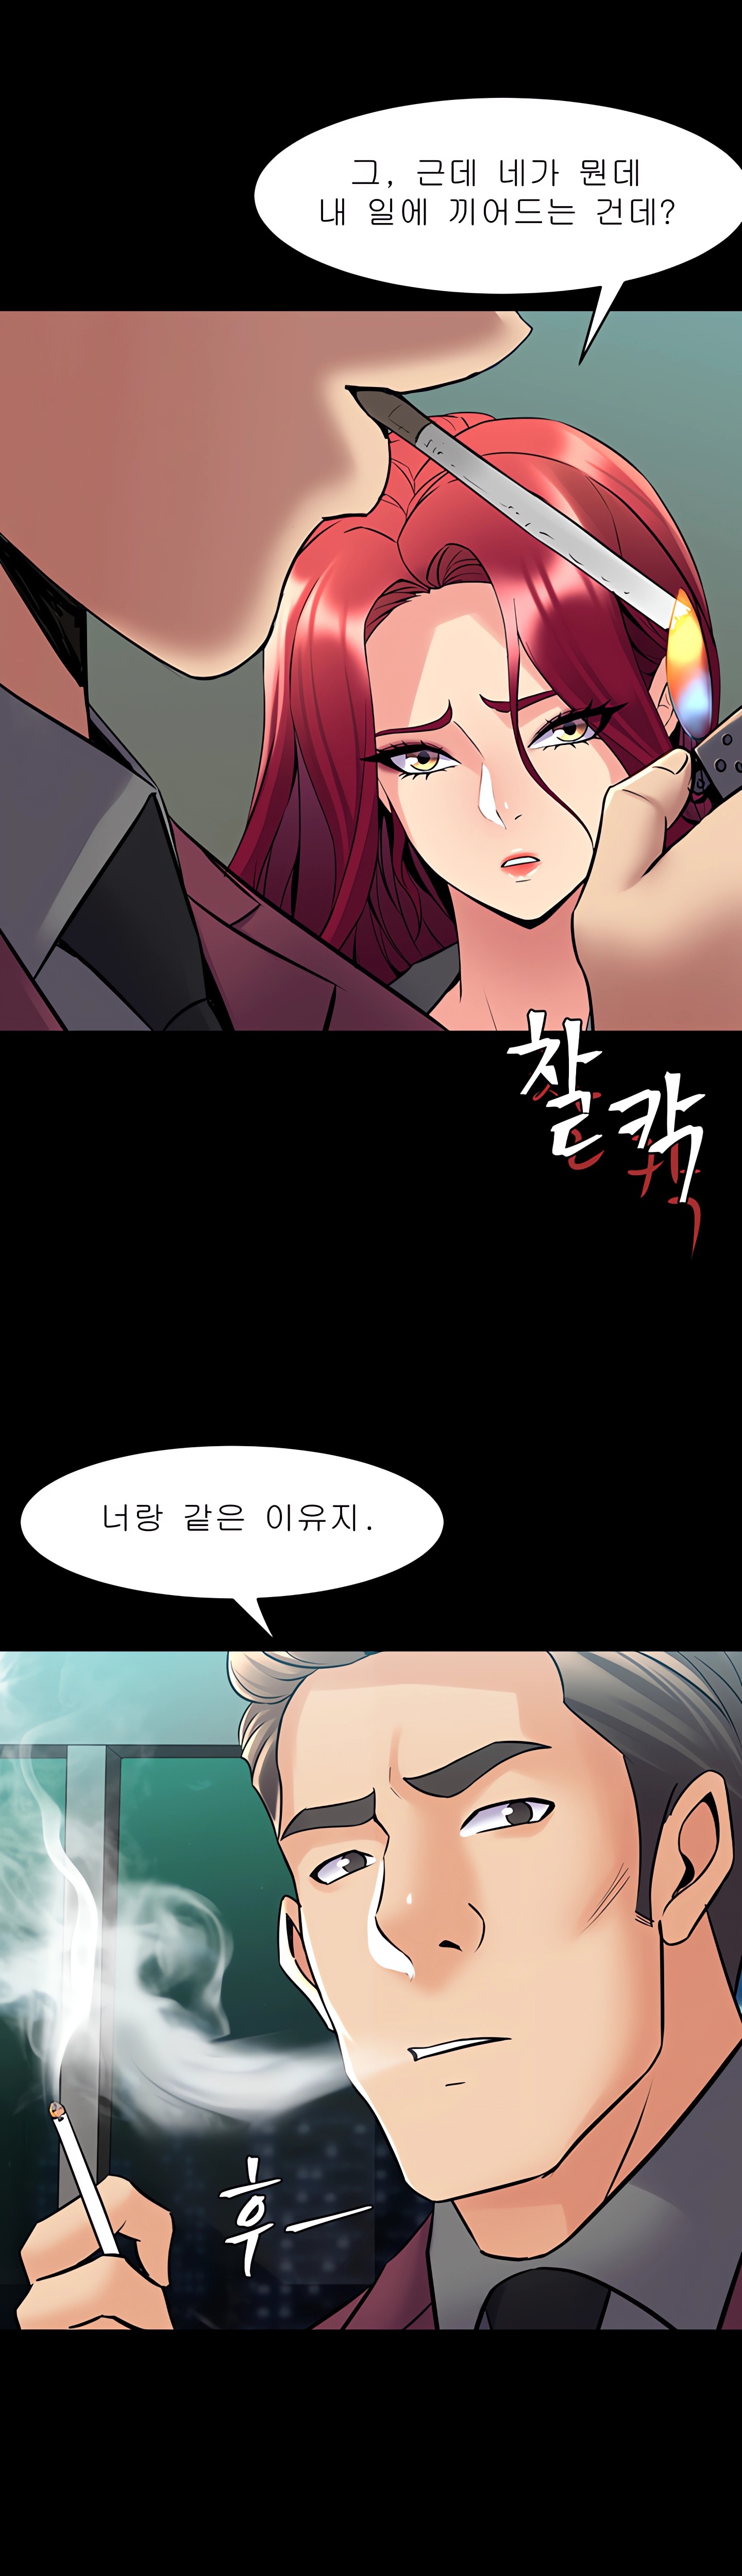 그, 근데 네가 뭔데
내 일에 끼어드는 건데?
찰칵
너랑 같은 이유지.
후—